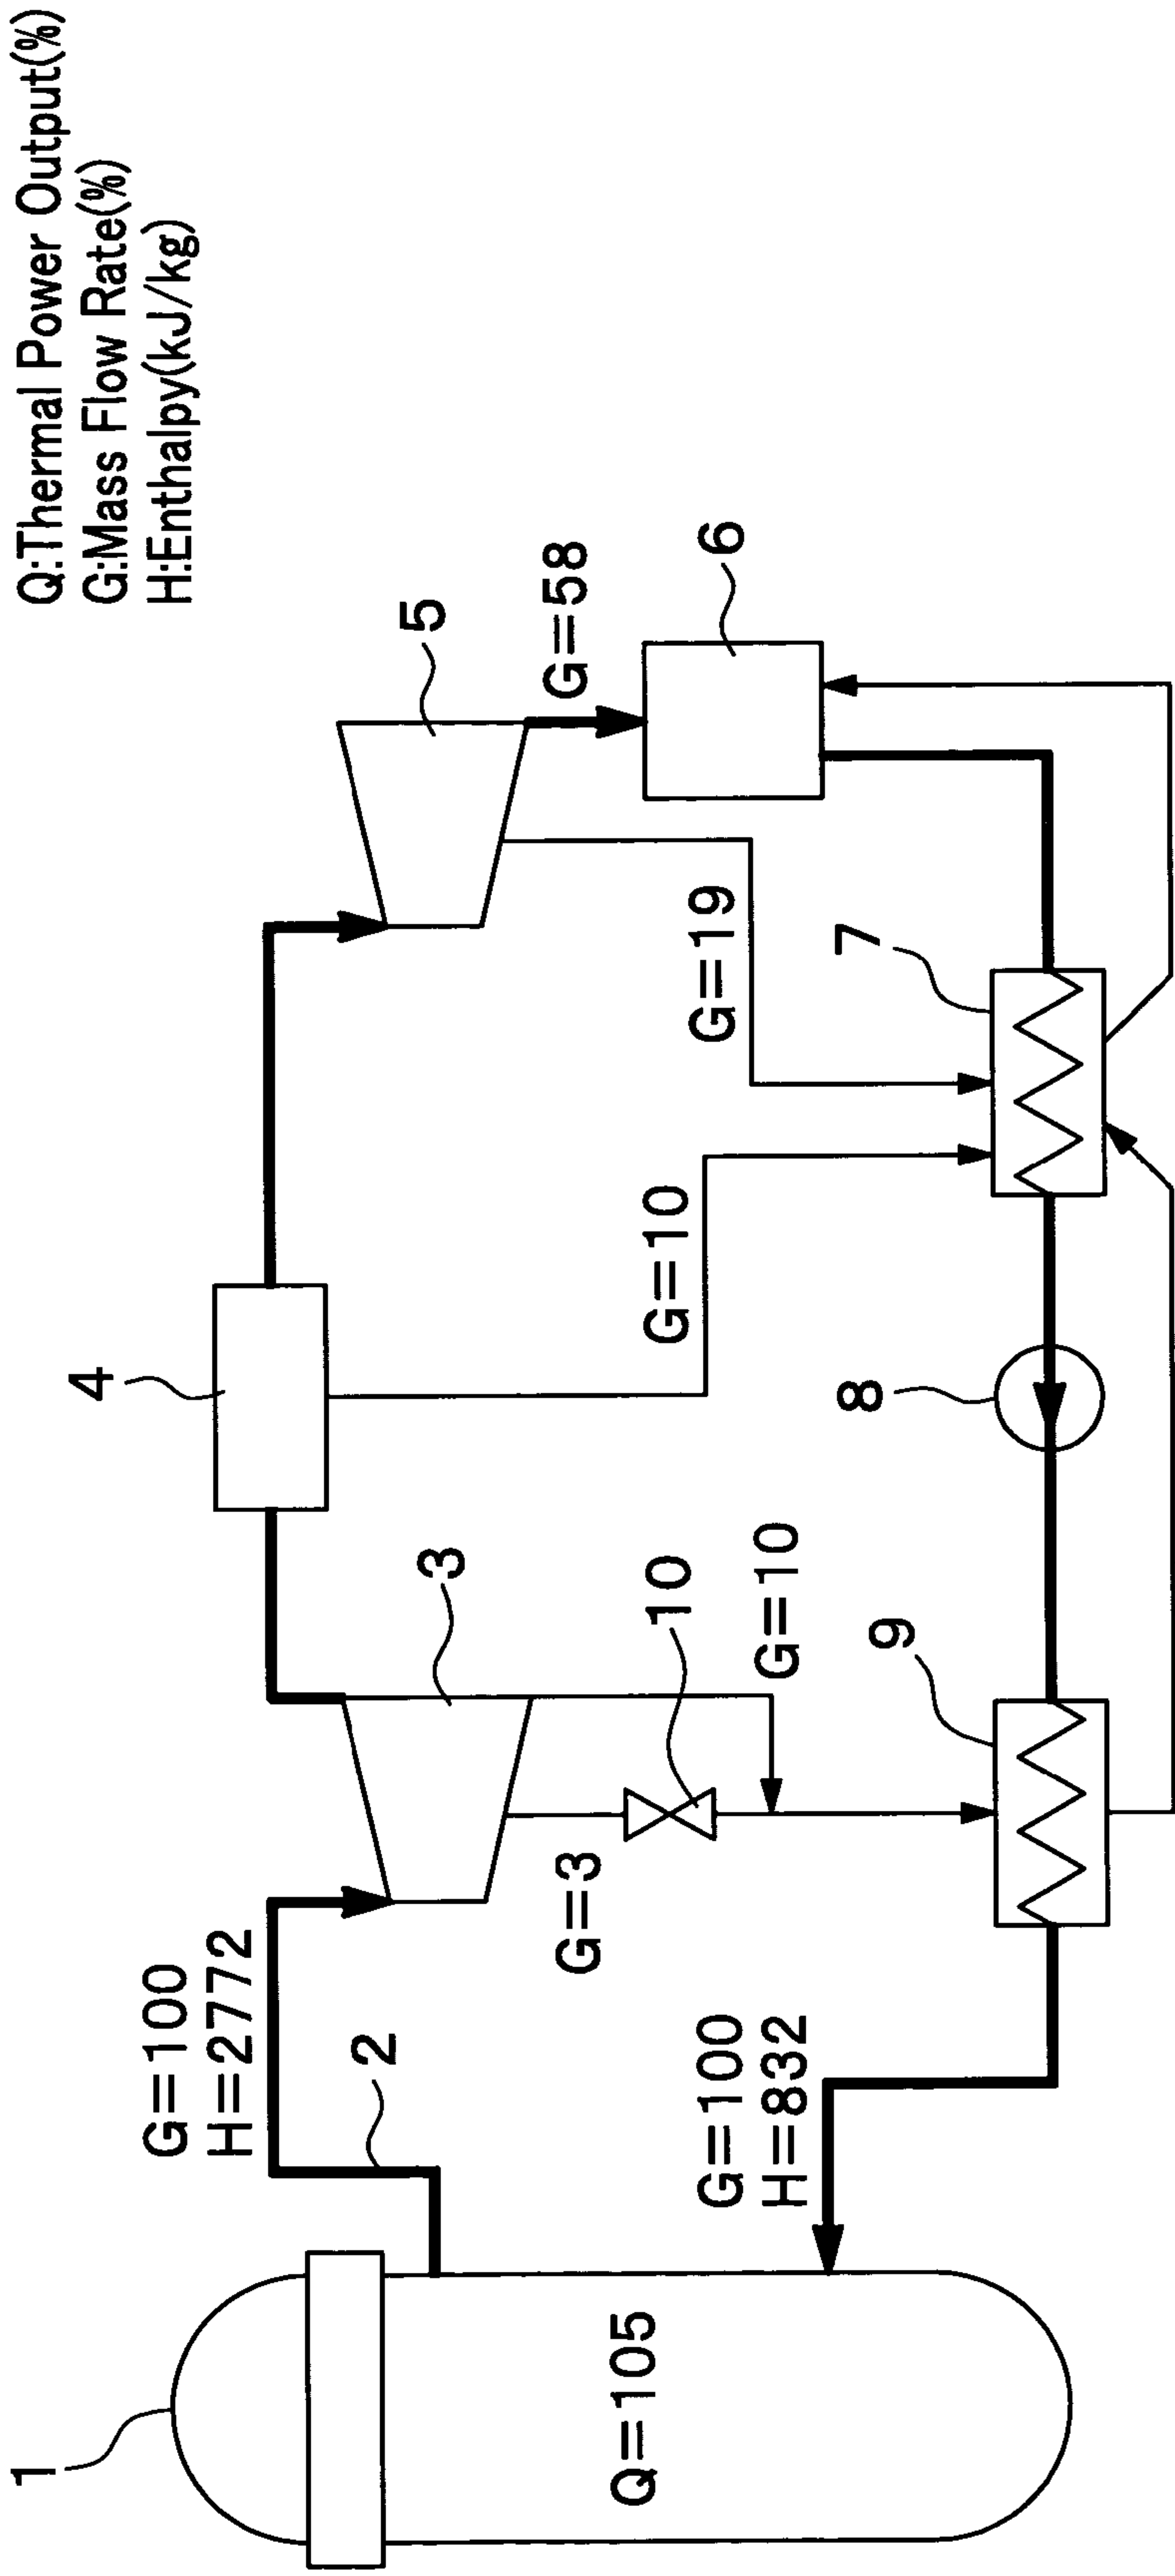 Q:Thermal Power Output(%)
G:Mass Flow Rate(%)
H:Enthalpy(kJ/kg)
1
Q=105
2
G=100
H=2772
3
G=3
10
G=10
4
G=10
5
G=19
G=58
6
7
8
9
G=100
H=832